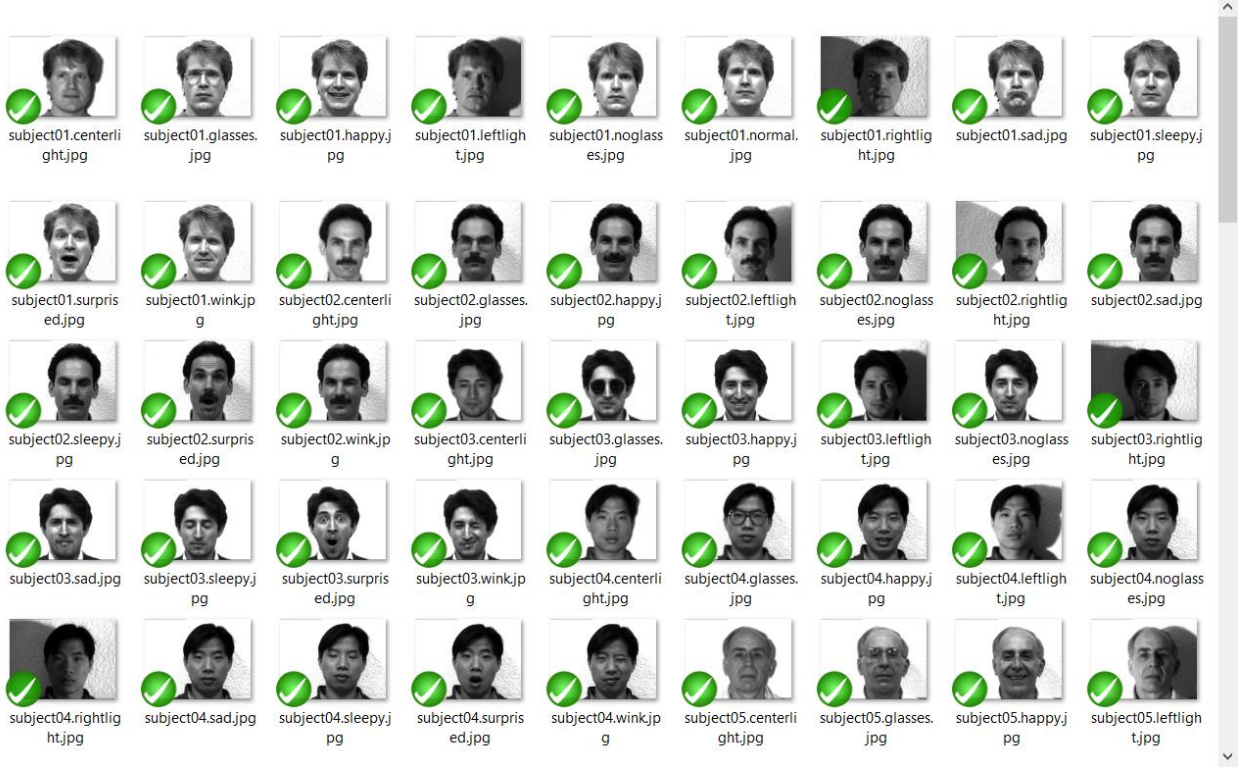 subject01.centerli
ght.jpg
subject01.glasses.
jpg
subject01.happy.j
pg
subject01.leftligh
t.jpg
subject01.noglass
es.jpg
subject01.normal.
jpg
subject01.rightlig
ht.jpg
subject01.sad.jpg
subject01.sleepy.j
pg
subject01.surpris
ed.jpg
subject01.wink.jp
g
subject02.centerli
ght.jpg
subject02.glasses.
jpg
subject02.happy.j
pg
subject02.leftligh
t.jpg
subject02.noglass
es.jpg
subject02.rightlig
ht.jpg
subject02.sad.jpg
subject02.sleepy.j
pg
subject02.surpris
ed.jpg
subject02.wink.jp
g
subject03.centerli
ght.jpg
subject03.glasses.
jpg
subject03.happy.j
pg
subject03.leftligh
t.jpg
subject03.noglass
es.jpg
subject03.rightlig
ht.jpg
subject03.sad.jpg
subject03.sleepy.j
pg
subject03.surpris
ed.jpg
subject03.wink.jp
g
subject04.centerli
ght.jpg
subject04.glasses.
jpg
subject04.happy.j
pg
subject04.leftligh
t.jpg
subject04.noglass
es.jpg
subject04.rightlig
ht.jpg
subject04.sad.jpg
subject04.sleepy.j
pg
subject04.surpris
ed.jpg
subject04.wink.jp
g
subject05.centerli
ght.jpg
subject05.glasses.
jpg
subject05.happy.j
pg
subject05.leftligh
t.jpg